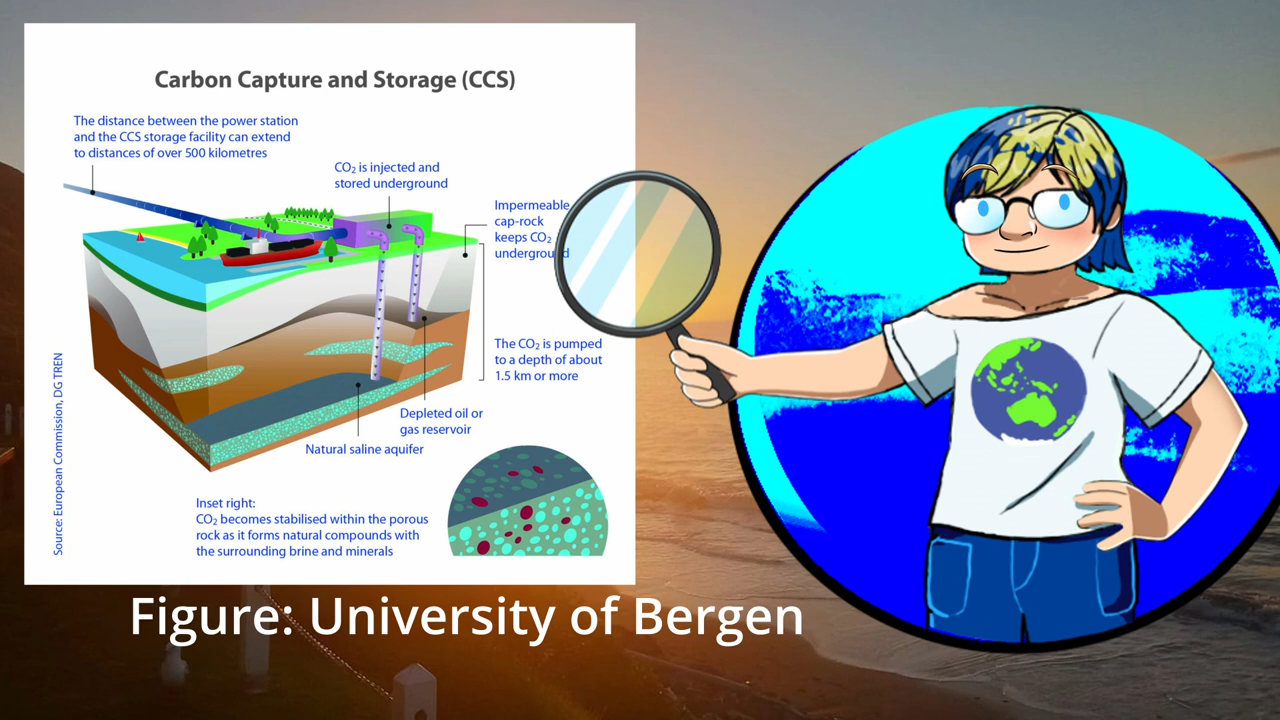 Carbon Capture and Storage (CCS)
The distance between the power station
and the CCS storage facility can extend
to distances of over 500 kilometres
CO₂ is injected and
stored underground
Impermeable
cap-rock
keeps CO₂
underground
The CO₂ is pumped
to a depth of about
1.5 km or more
Depleted oil or
gas reservoir
Natural saline aquifer
Inset right:
CO₂ becomes stabilised within the porous
rock as it forms natural compounds with
the surrounding brine and minerals
Source: European Commission, DG TREN
Figure: University of Bergen